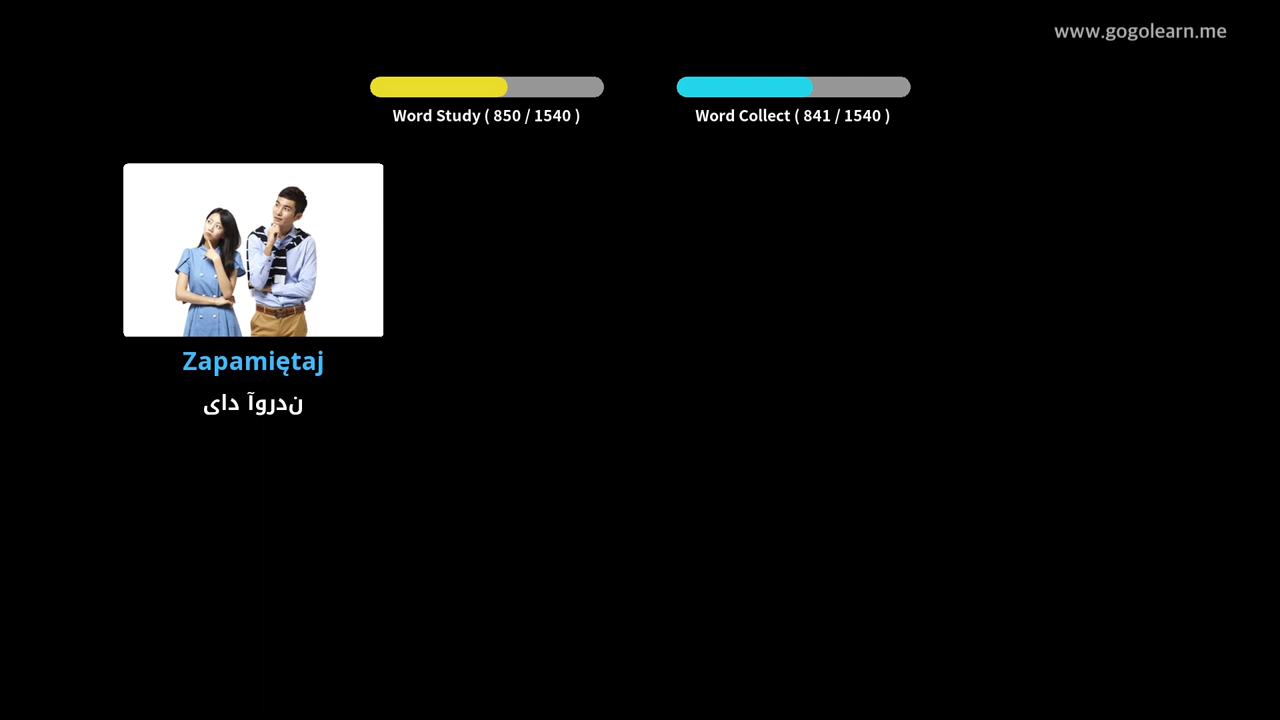 www.gogolearn.me
Word Study ( 850 / 1540 )
Word Collect ( 841 / 1540 )
Zapamiętaj
ندروآ دای